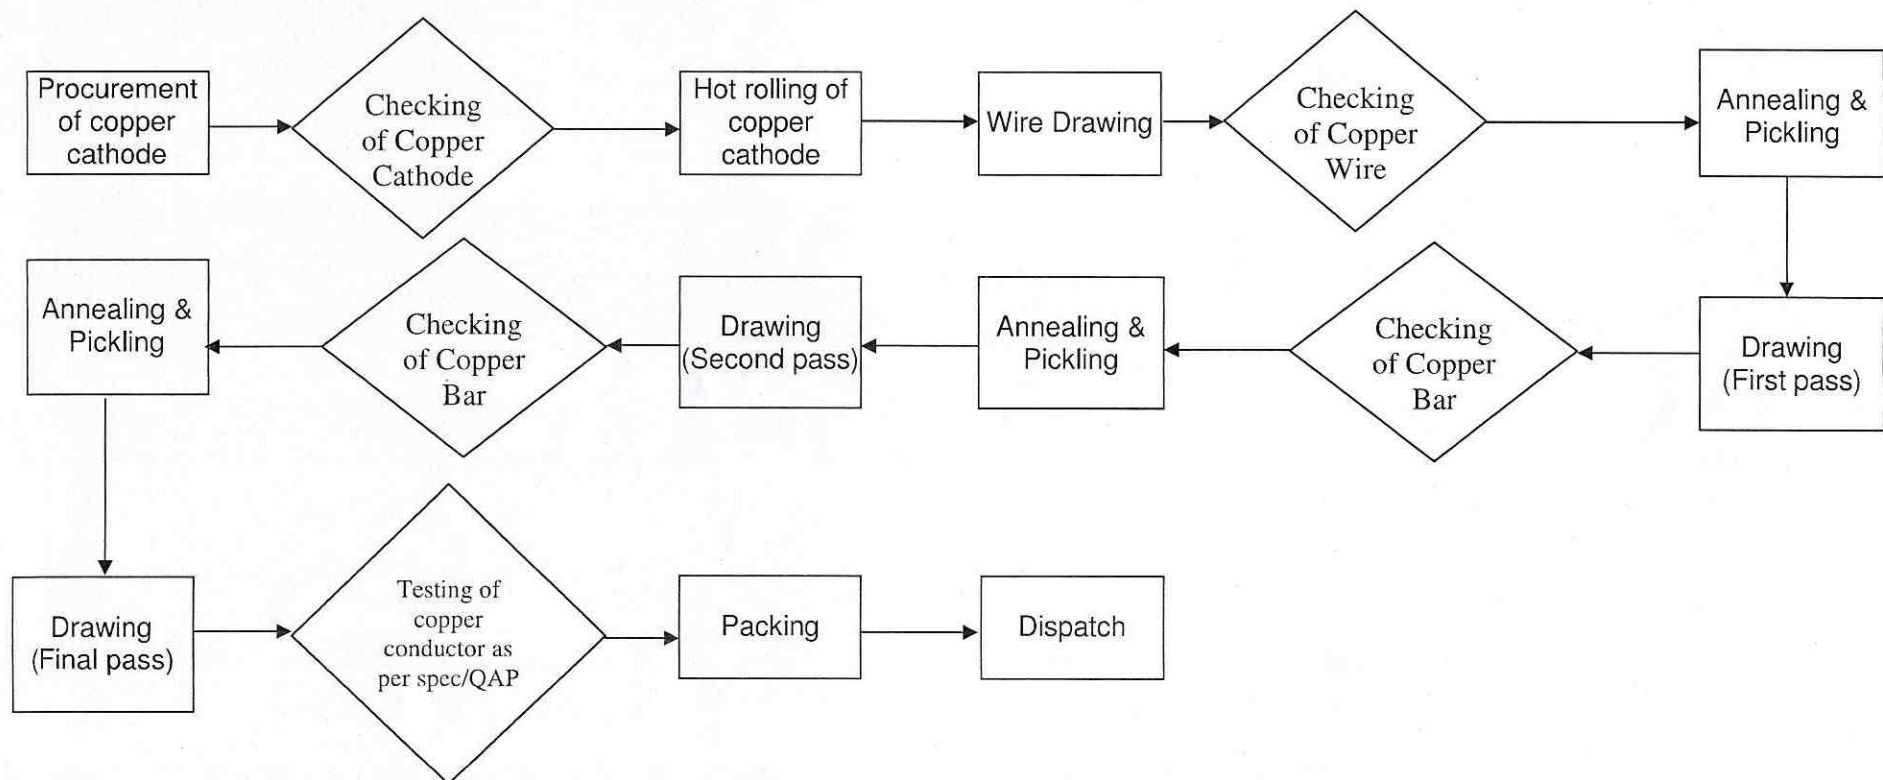 Procurement
of copper
cathode
Checking
of Copper
Cathode
Hot rolling of
copper
cathode
Wire Drawing
Checking
of Copper
Wire
Annealing &
Pickling
Drawing
(First pass)
Checking
of Copper
Bar
Annealing &
Pickling
Drawing
(Second pass)
Checking
of Copper
Bar
Annealing &
Pickling
Drawing
(Final pass)
Testing of
copper
conductor as
per spec/QAP
Packing
Dispatch